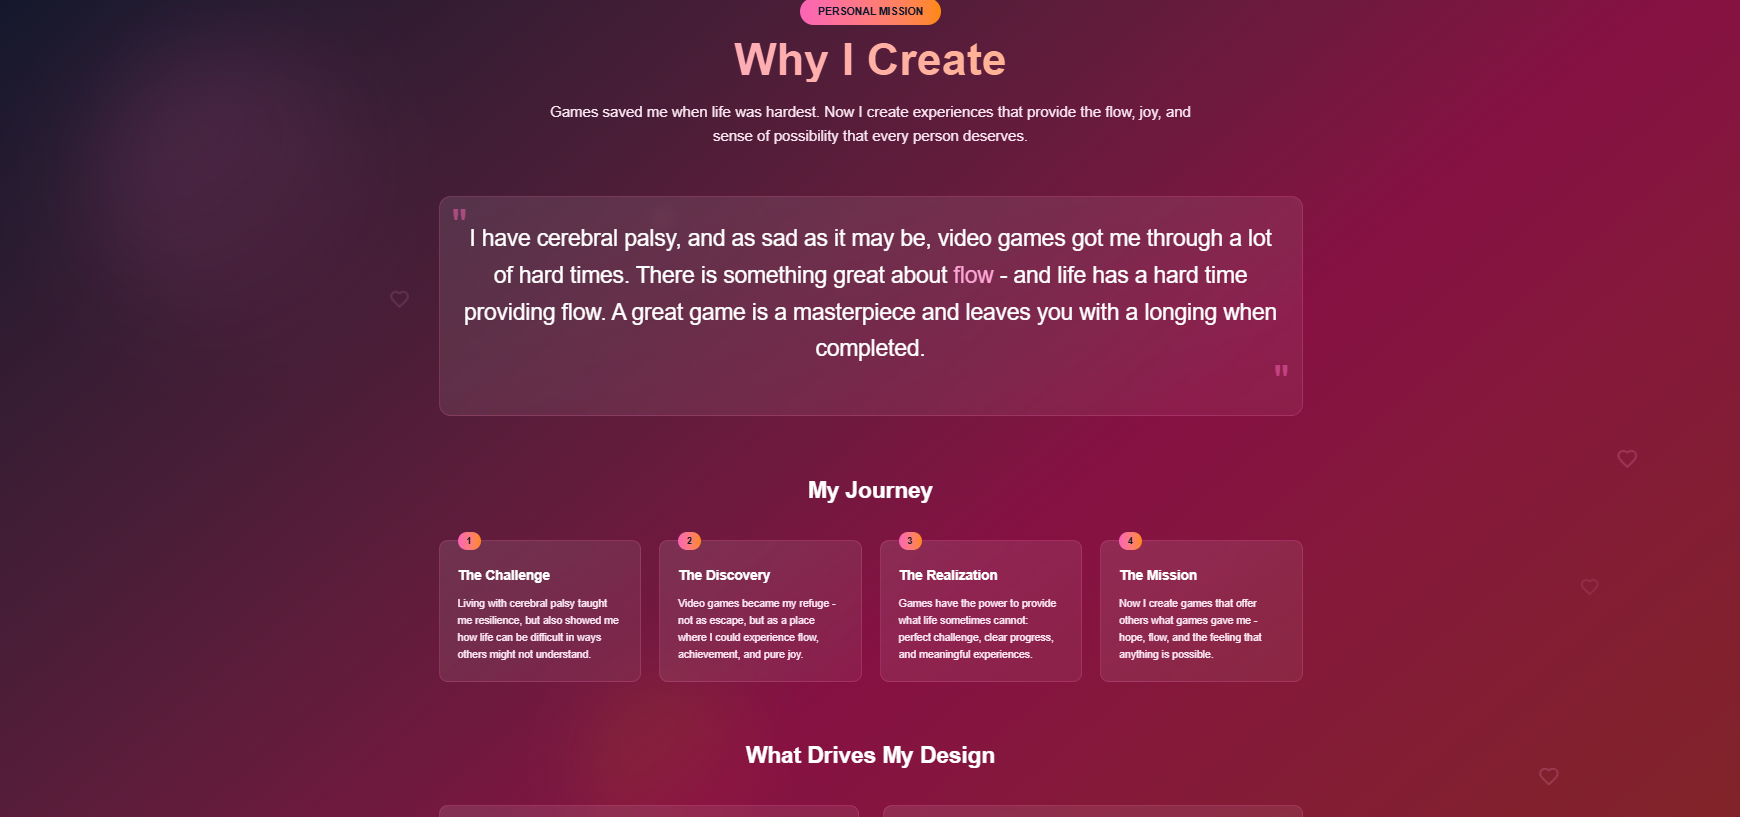 PERSONAL MISSION
Why I Create
Games saved me when life was hardest. Now I create experiences that provide the flow, joy, and
sense of possibility that every person deserves.
"
I have cerebral palsy, and as sad as it may be, video games got me through a lot
of hard times. There is something great about flow - and life has a hard time
providing flow. A great game is a masterpiece and leaves you with a longing when
completed.
"
My Journey
1
The Challenge
Living with cerebral palsy taught
me resilience, but also showed me
how life can be difficult in ways
others might not understand.
2
The Discovery
Video games became my refuge -
not as escape, but as a place
where I could experience flow,
achievement, and pure joy.
3
The Realization
Games have the power to provide
what life sometimes cannot:
perfect challenge, clear progress,
and meaningful experiences.
4
The Mission
Now I create games that offer
others what games gave me -
hope, flow, and the feeling that
anything is possible.
What Drives My Design